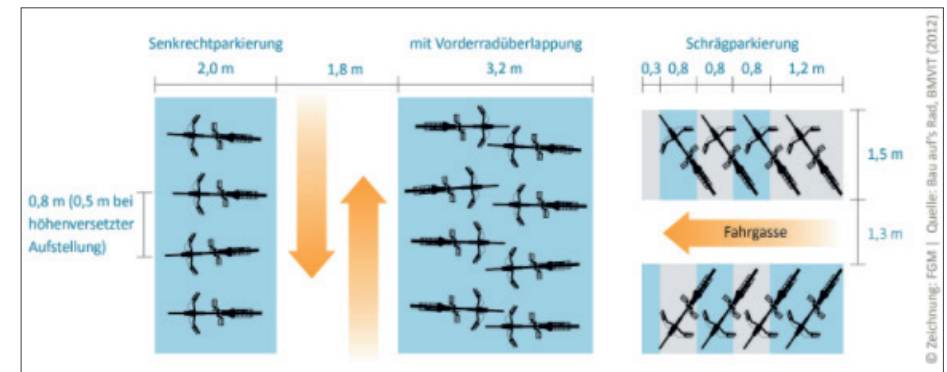 Senkrechtparkierung
2,0 m
1,8 m
mit Vorderradüberlappung
3,2 m
Schrägparkierung
0,3 0,8 0,8 0,8 1,2 m
0,8 m (0,5 m bei
höhenversetzter
Aufstellung)
1,5 m
Fahrgasse
1,3 m
© Zeichnung: FGM | Quelle: Bau auf's Rad, BMVIT (2012)